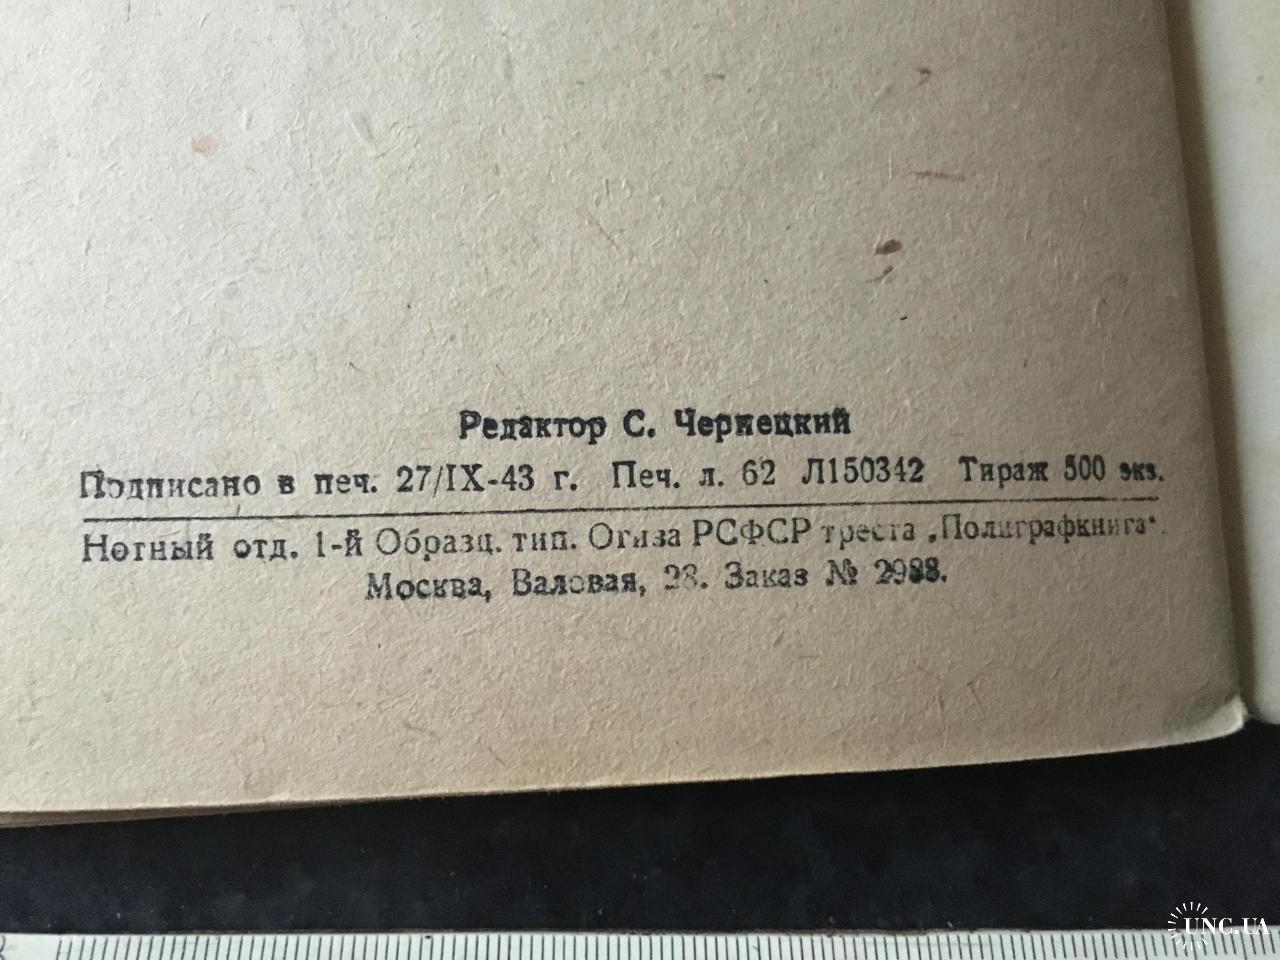 Редактор С. Чернецкий
Подписано в печ. 27/IX-43 г. Печ. л. 62 Л150342 Тираж 500 экз.
Нотный отд. 1-й Образц. тип. Огиза РСФСР треста „Полиграфкнига“.
Москва, Валовая, 28. Заказ № 2988.
UNC.UA